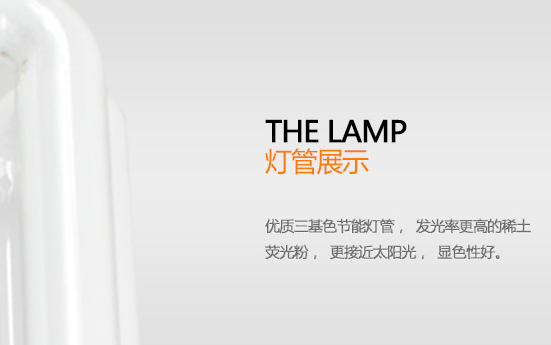 THE LAMP
灯管展示
优质三基色节能灯管， 发光率更高的稀土
荧光粉， 更接近太阳光， 显色性好。